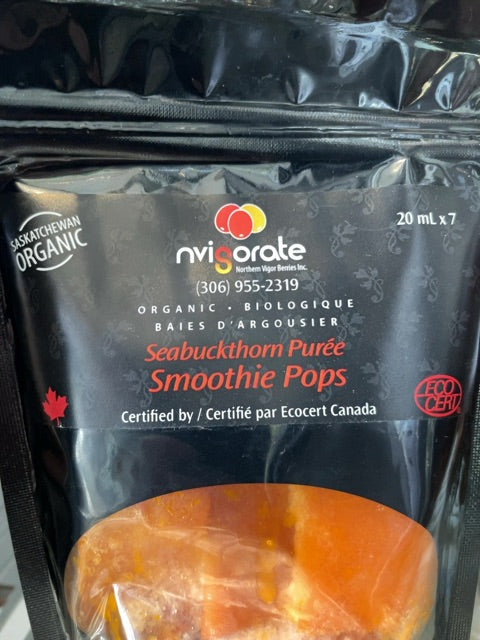 SASKATCHEWAN
ORGANIC
20 mL x 7
nvigorate
Northern Vigor Berries Inc.
(306) 955-2319
ORGANIC • BIOLOGIQUE
BAIES D'ARGOUSIER
Seabuckthorn Purée
Smoothie Pops
ECO
CERT
Certified by / Certifié par Ecocert Canada